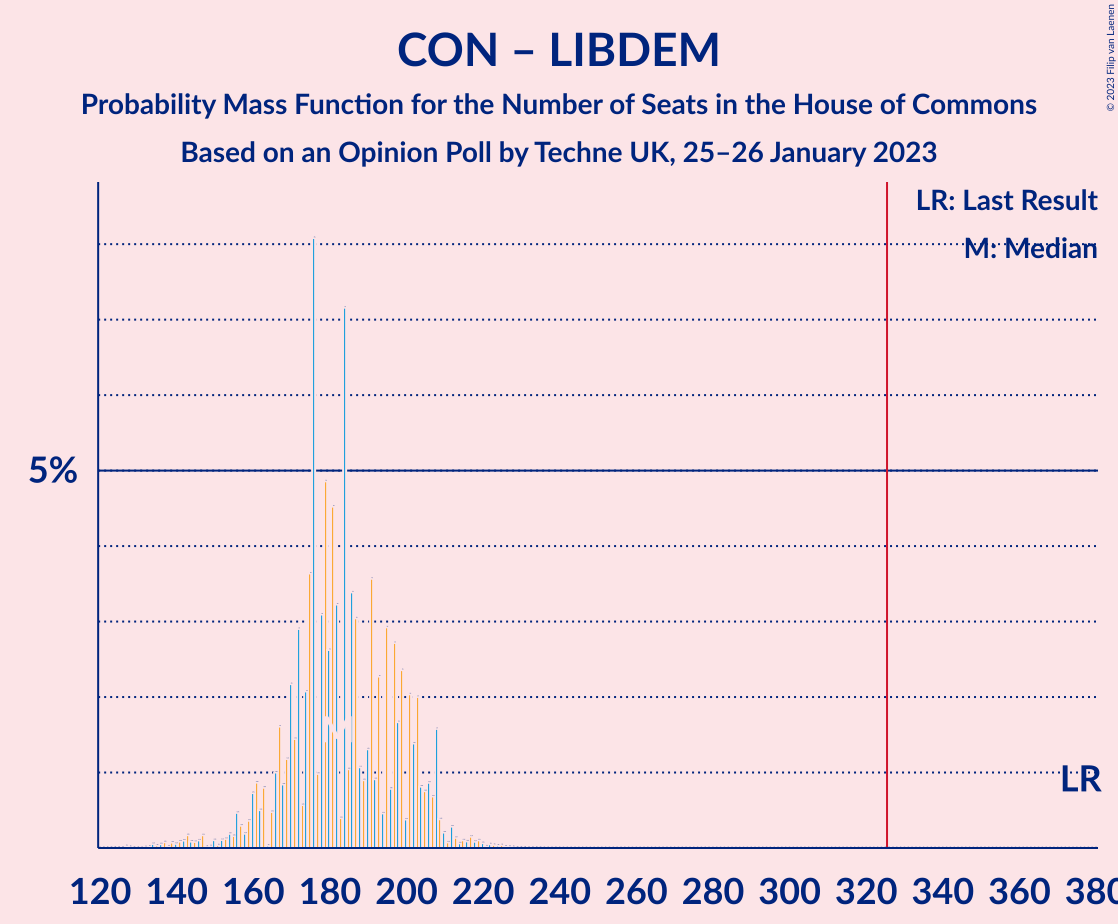 CON – LIBDEM
Probability Mass Function for the Number of Seats in the House of Commons
Based on an Opinion Poll by Techne UK, 25–26 January 2023
© 2023 Filip van Laenen
LR: Last Result
M: Median
5%
LR
120 140 160 180 200 220 240 260 280 300 320 340 360 380